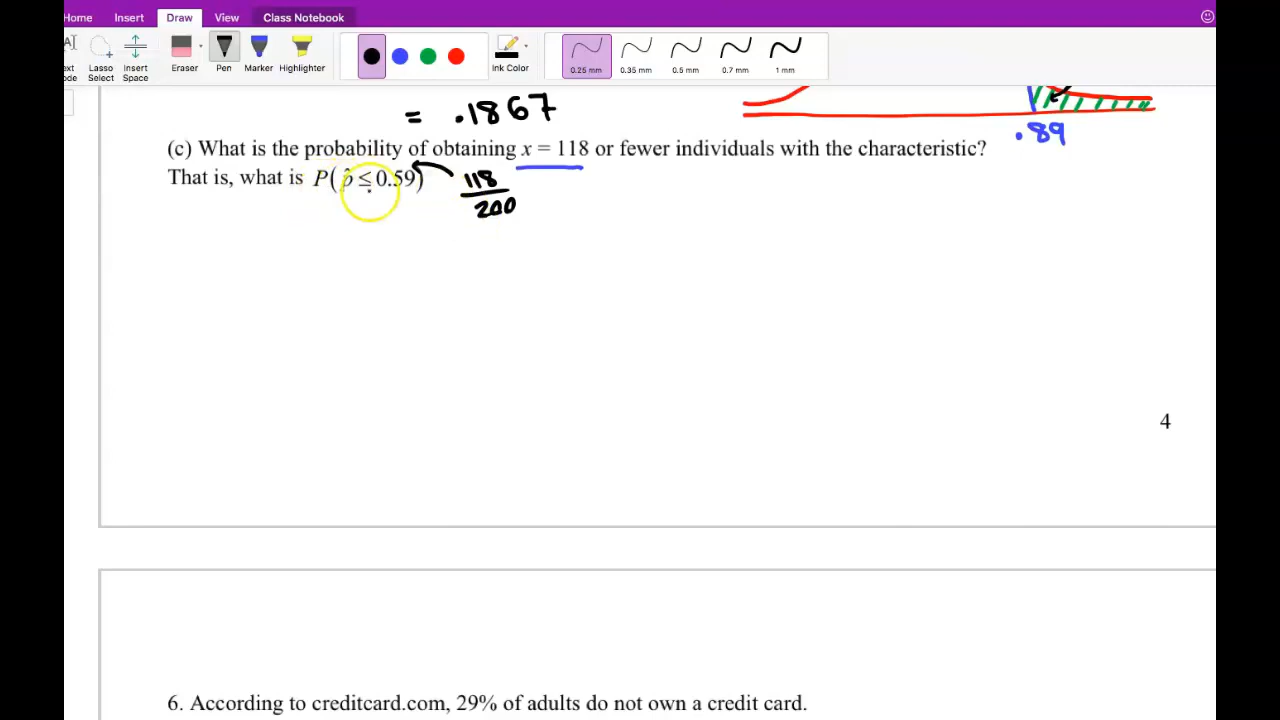 Home Insert Draw View Class Notebook
Eraser Pen Marker Highlighter Ink Color
Lasso Select
Insert Space
0.25 mm 0.35 mm 0.5 mm 0.7 mm 1 mm
= .1867
.89
(c) What is the probability of obtaining x = 118 or fewer individuals with the characteristic?
That is, what is P(p̂ ≤ 0.59) 118/200
4
6. According to creditcard.com, 29% of adults do not own a credit card.